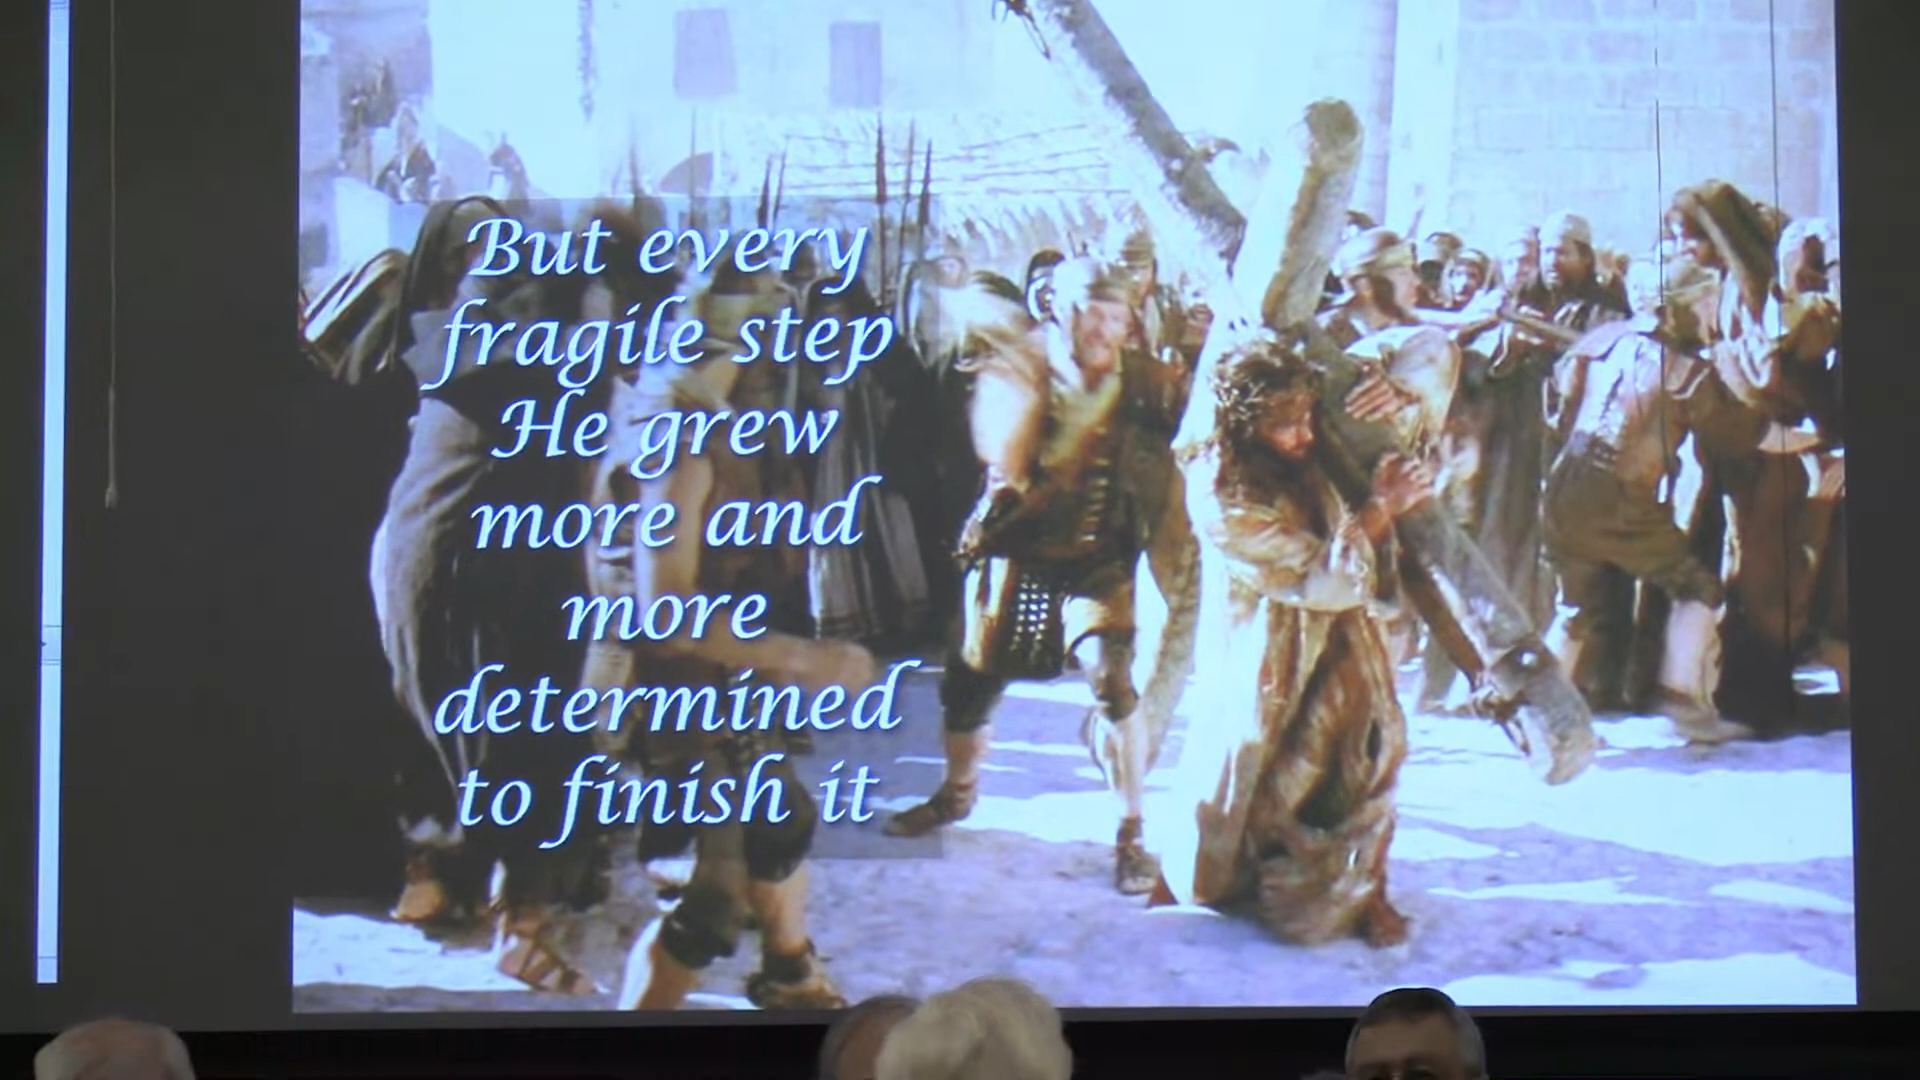 But every
fragile step
He grew
more and
more
determined
to finish it